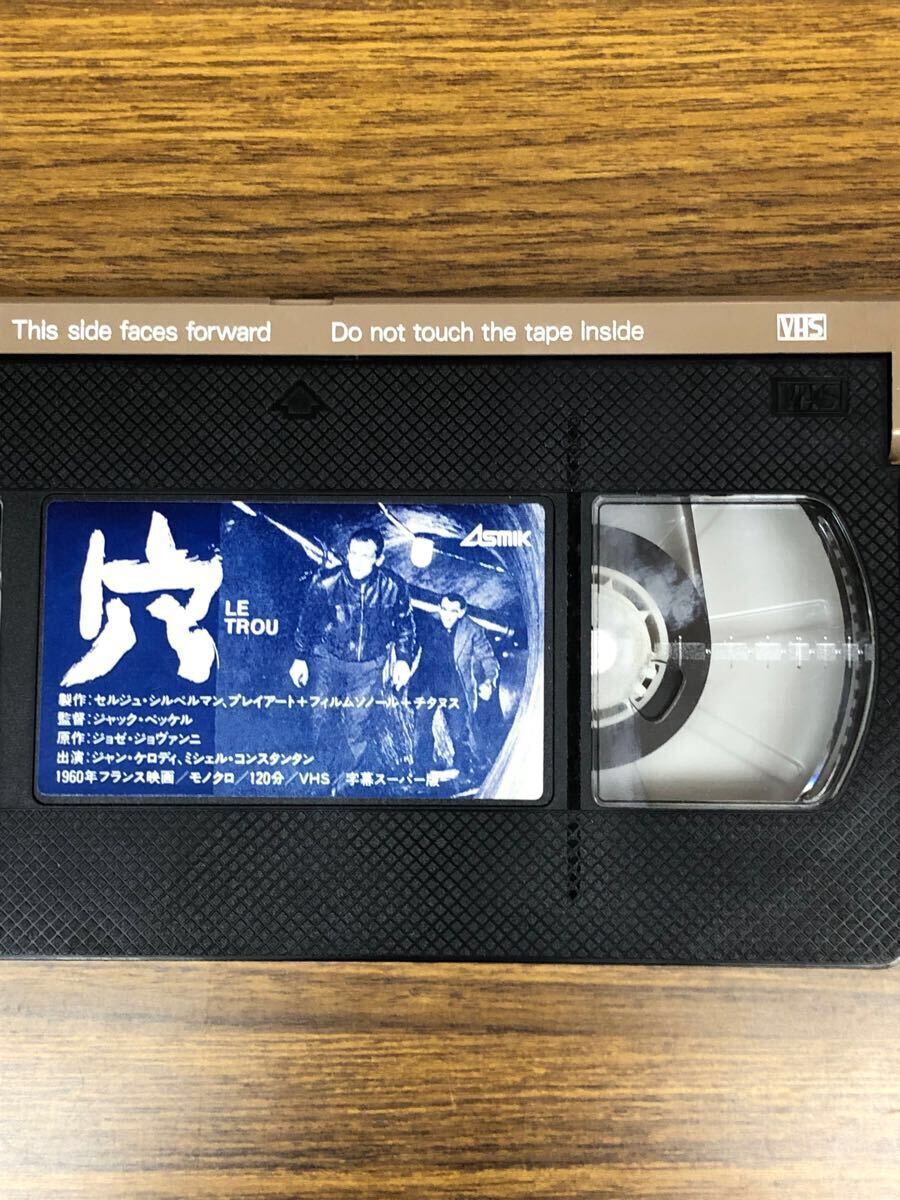 This side faces forward
Do not touch the tape inside
VHS
VHS
穴
LE
TROU
Asmik
製作:セルジュ・シルベルマン、プレイアート+フィルムソノール+チタヌス
監督:ジャック・ベッケル
原作:ジョゼ・ジョヴァンニ
出演:ジャン・ケロディ、ミシェル・コンスタンタン
1960年フランス映画/モノクロ/120分/VHS 字幕スーパー版